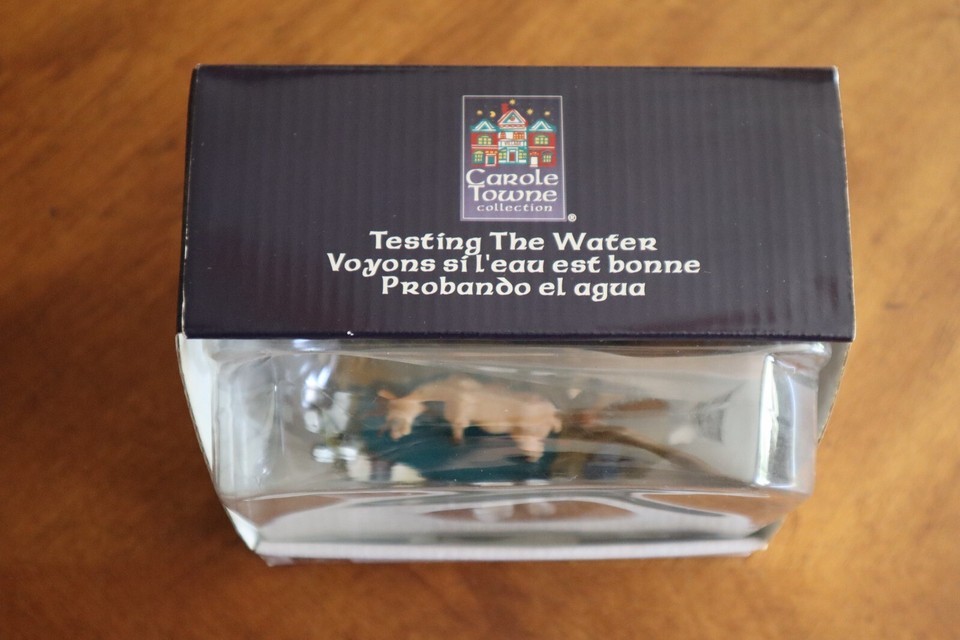 Carole
Towne
collection
®
Testing The Water
Voyons si l'eau est bonne
Probando el agua